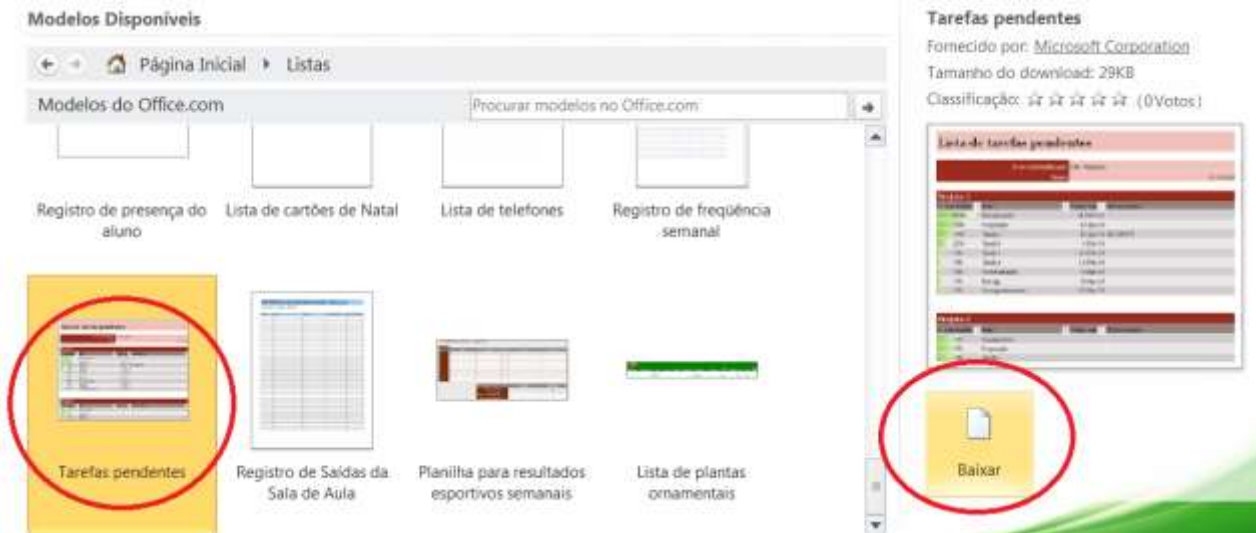 Modelos Disponíveis
Página Inicial ▸ Listas
Modelos do Office.com
Procurar modelos no Office.com
Registro de presença do
aluno
Lista de cartões de Natal
Lista de telefones
Registro de freqüência
semanal
Tarefas pendentes
Registro de Saídas da
Sala de Aula
Planilha para resultados
esportivos semanais
Lista de plantas
ornamentais
Tarefas pendentes
Fornecido por: Microsoft Corporation
Tamanho do download: 29KB
Classificação: ☆ ☆ ☆ ☆ ☆ (0Votos)
Lista de tarefas pendentes
Baixar